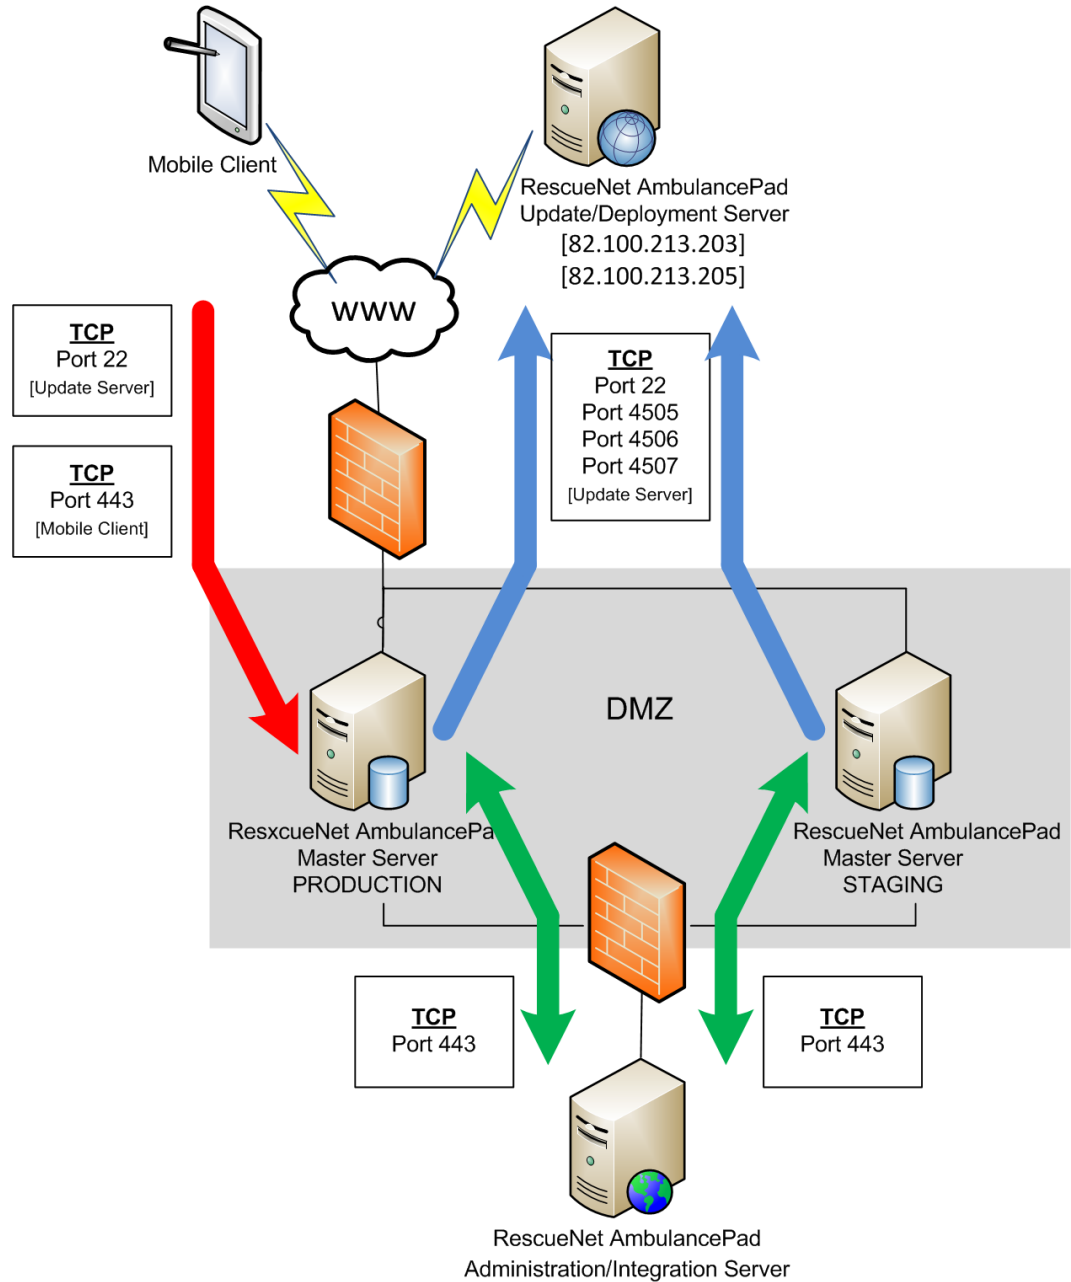 Mobile Client
RescueNet AmbulancePad
Update/Deployment Server
[82.100.213.203]
[82.100.213.205]
WWW
TCP
Port 22
[Update Server]
TCP
Port 443
[Mobile Client]
TCP
Port 22
Port 4505
Port 4506
Port 4507
[Update Server]
DMZ
ResxcueNet AmbulancePa
Master Server
PRODUCTION
RescueNet AmbulancePad
Master Server
STAGING
TCP
Port 443
TCP
Port 443
RescueNet AmbulancePad
Administration/Integration Server